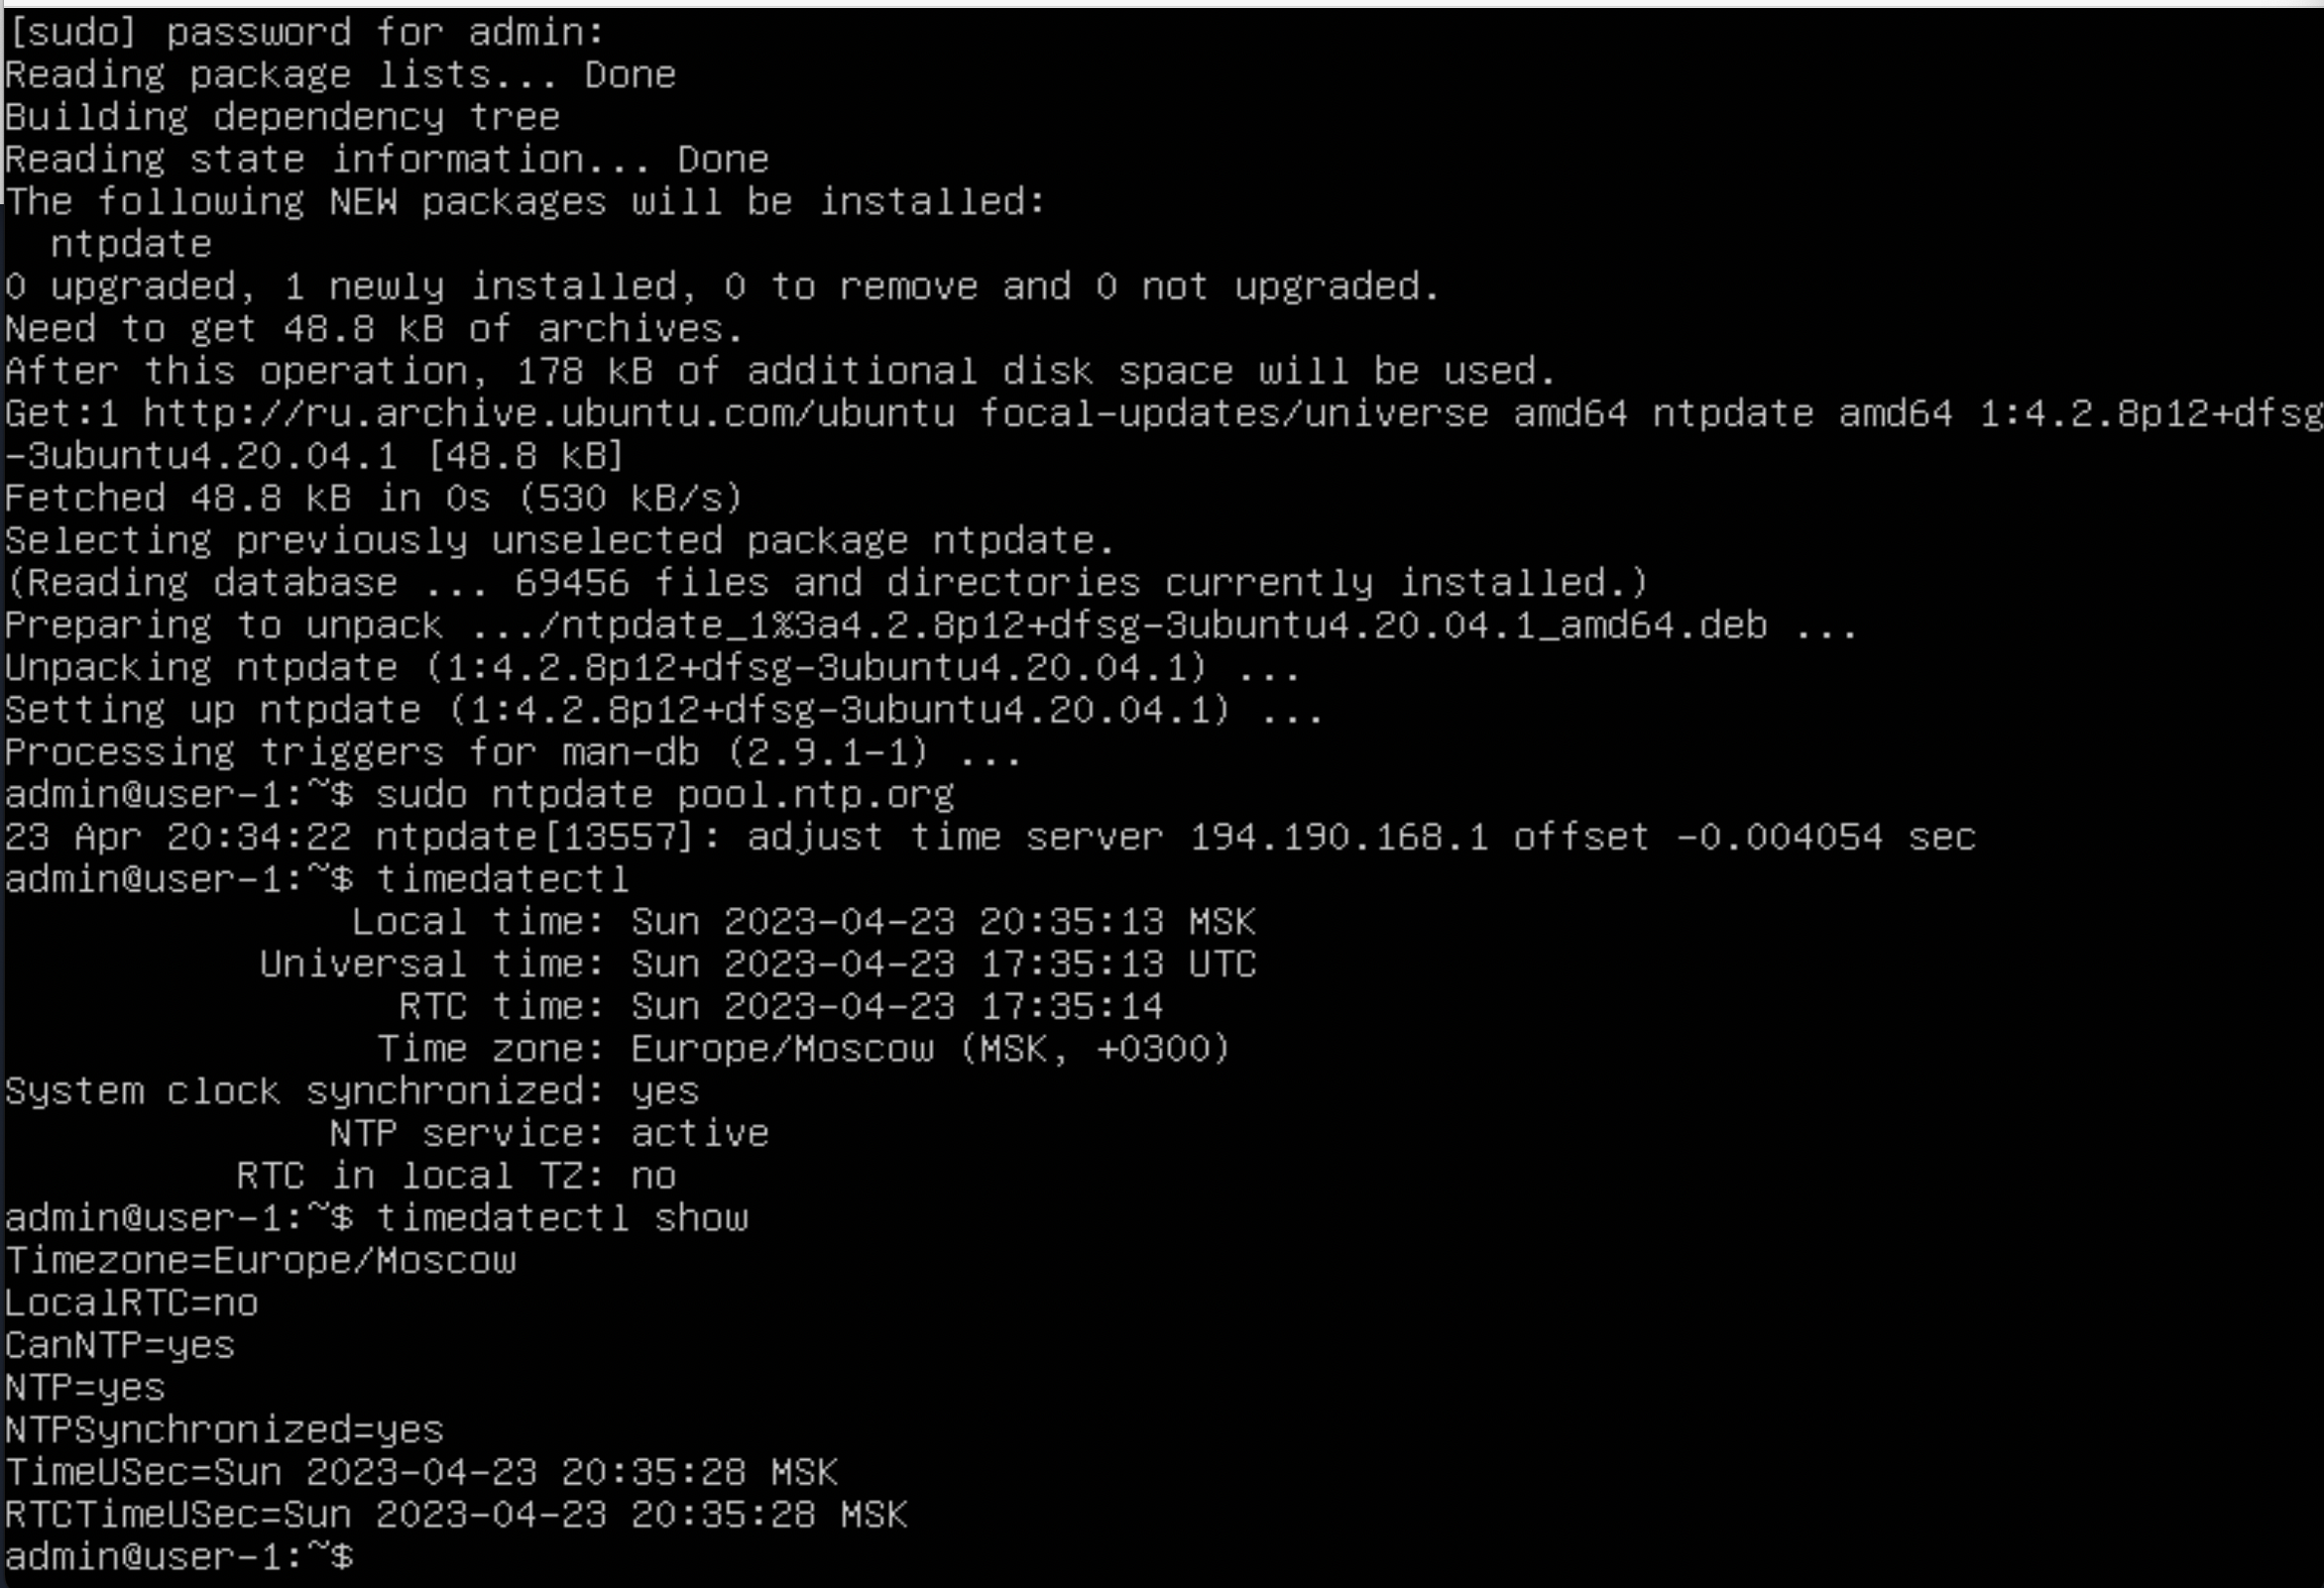 [sudo] password for admin:
Reading package lists... Done
Building dependency tree
Reading state information... Done
The following NEW packages will be installed:
  ntpdate
0 upgraded, 1 newly installed, 0 to remove and 0 not upgraded.
Need to get 48.8 kB of archives.
After this operation, 178 kB of additional disk space will be used.
Get:1 http://ru.archive.ubuntu.com/ubuntu focal-updates/universe amd64 ntpdate amd64 1:4.2.8p12+dfsg
-3ubuntu4.20.04.1 [48.8 kB]
Fetched 48.8 kB in 0s (530 kB/s)
Selecting previously unselected package ntpdate.
(Reading database ... 69456 files and directories currently installed.)
Preparing to unpack .../ntpdate_1%3a4.2.8p12+dfsg-3ubuntu4.20.04.1_amd64.deb ...
Unpacking ntpdate (1:4.2.8p12+dfsg-3ubuntu4.20.04.1) ...
Setting up ntpdate (1:4.2.8p12+dfsg-3ubuntu4.20.04.1) ...
Processing triggers for man-db (2.9.1-1) ...
admin@user-1:~$ sudo ntpdate pool.ntp.org
23 Apr 20:34:22 ntpdate[13557]: adjust time server 194.190.168.1 offset -0.004054 sec
admin@user-1:~$ timedatectl
               Local time: Sun 2023-04-23 20:35:13 MSK
           Universal time: Sun 2023-04-23 17:35:13 UTC
                 RTC time: Sun 2023-04-23 17:35:14
                Time zone: Europe/Moscow (MSK, +0300)
System clock synchronized: yes
              NTP service: active
          RTC in local TZ: no
admin@user-1:~$ timedatectl show
Timezone=Europe/Moscow
LocalRTC=no
CanNTP=yes
NTP=yes
NTPSynchronized=yes
TimeUSec=Sun 2023-04-23 20:35:28 MSK
RTCTimeUSec=Sun 2023-04-23 20:35:28 MSK
admin@user-1:~$